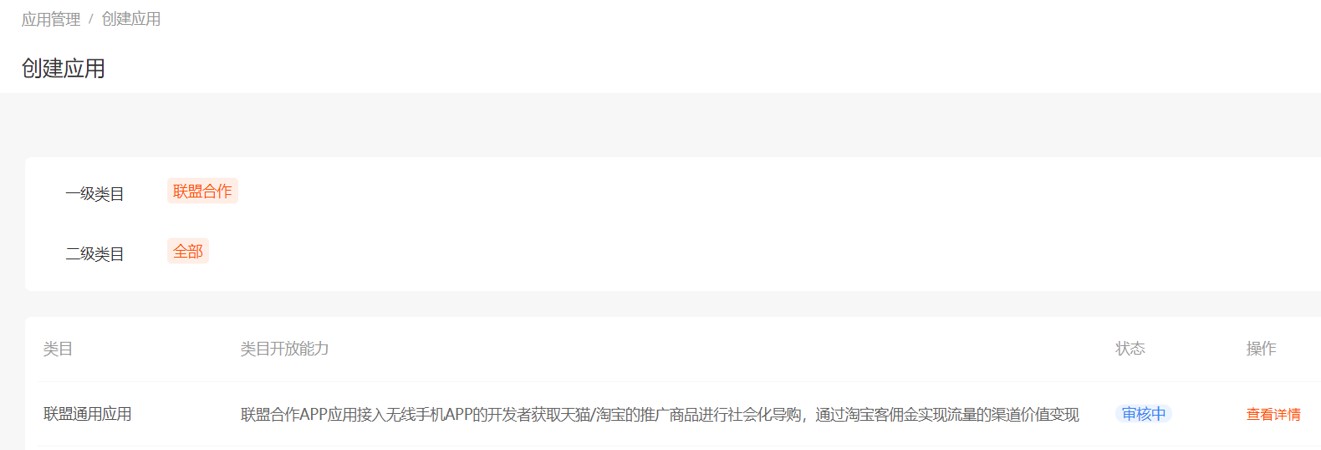 应用管理 / 创建应用
创建应用
一级类目 联盟合作
二级类目 全部
类目 类目开放能力 状态 操作
联盟通用应用 联盟合作APP应用接入无线手机APP的开发者获取天猫/淘宝的推广商品进行社会化导购，通过淘宝客佣金实现流量的渠道价值变现 审核中 查看详情